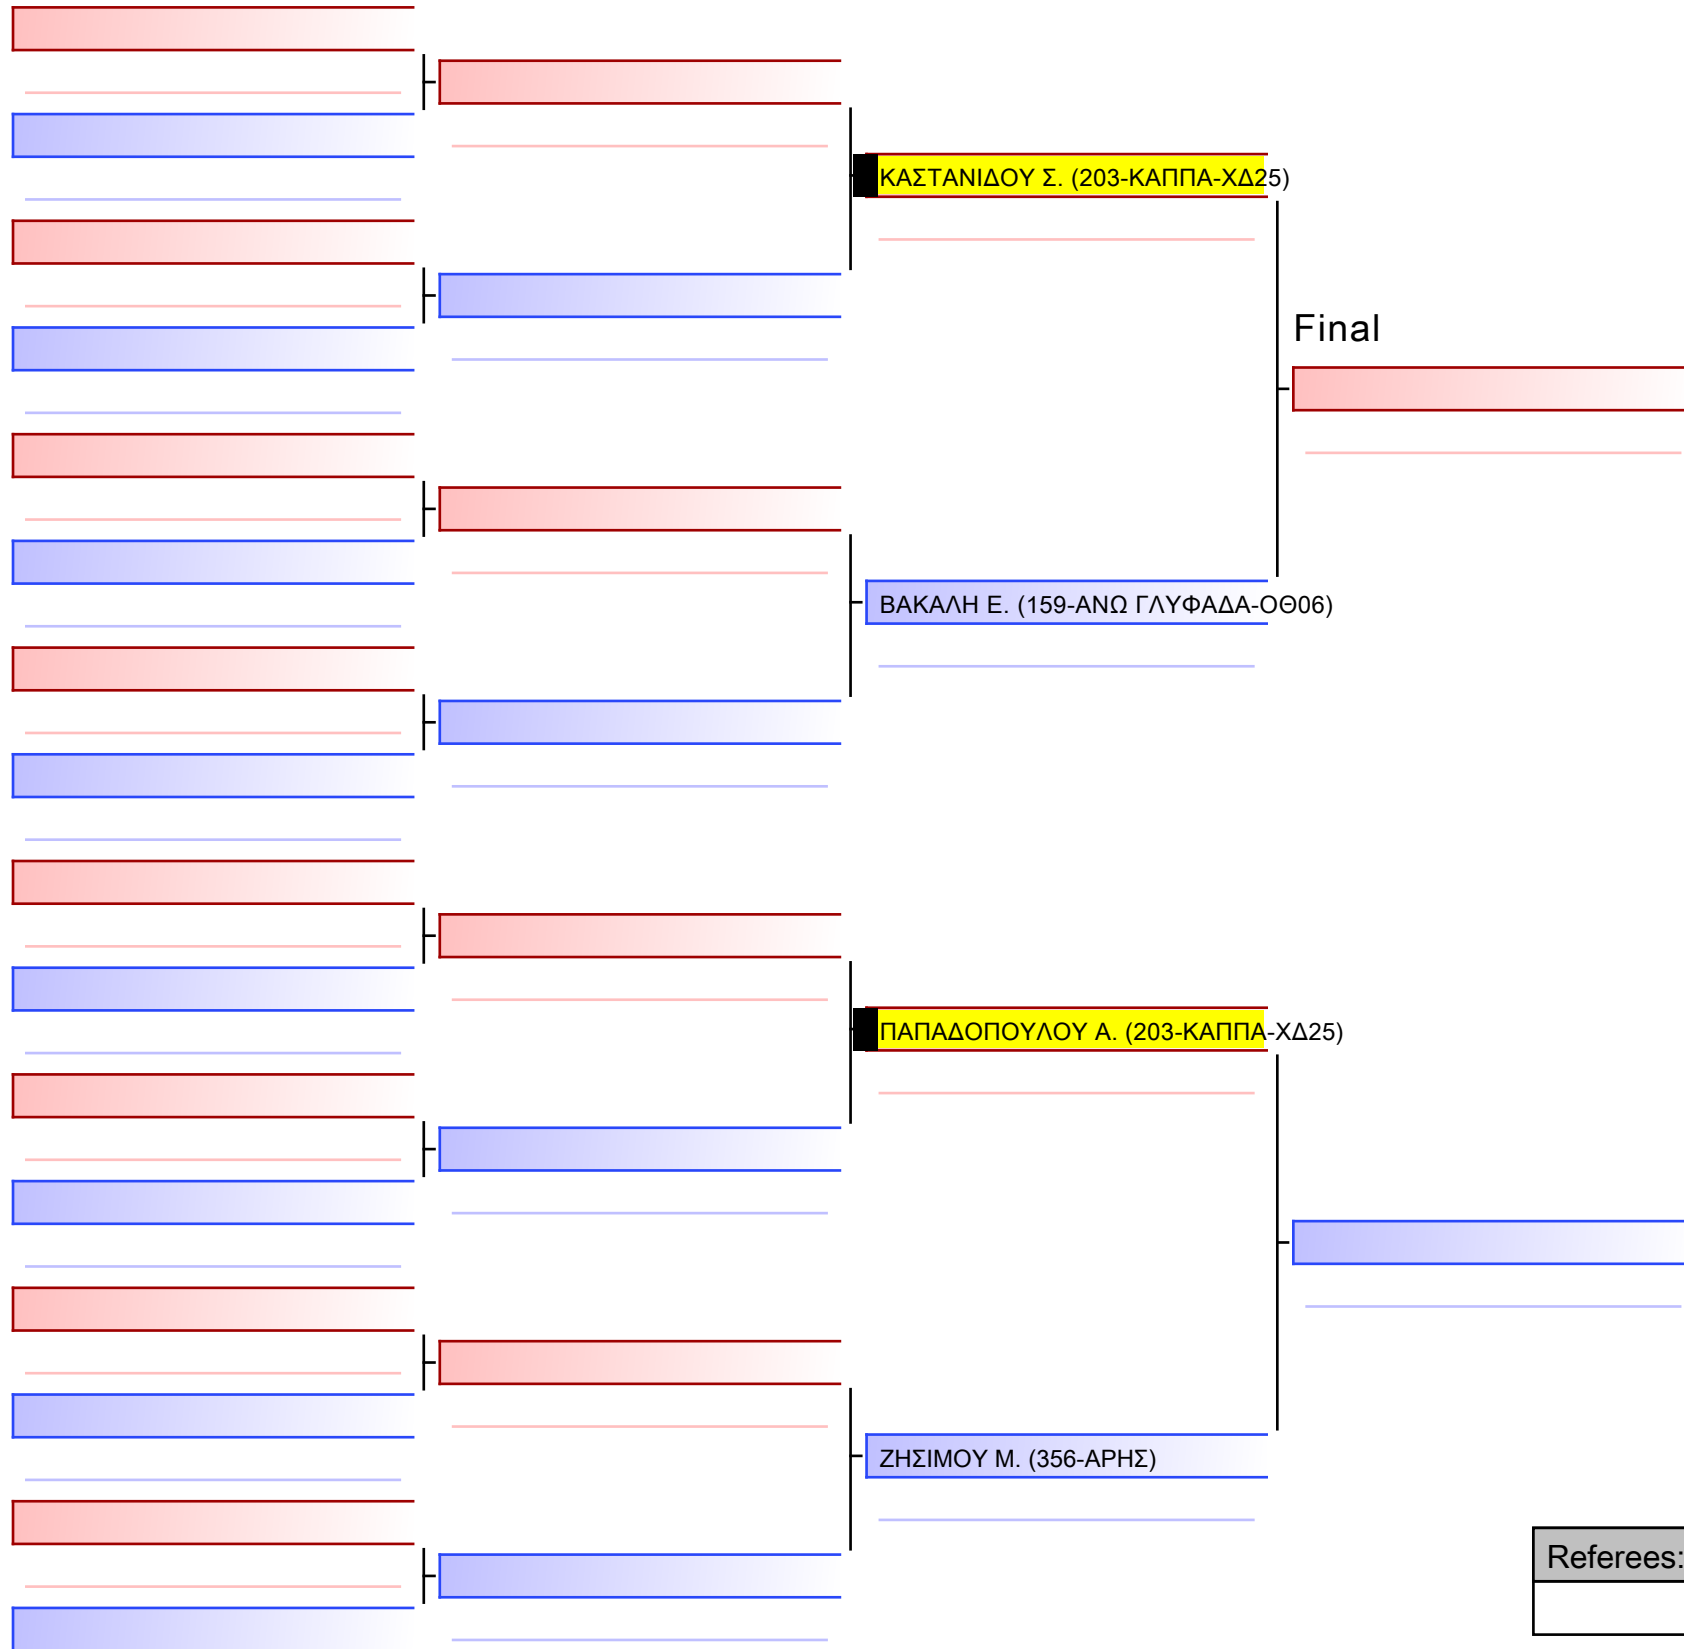 ΚΑΣΤΑΝΙΔΟΥ Σ. (203-ΚΑΠΠΑ-ΧΔ25)
Final
ΒΑΚΑΛΗ Ε. (159-ΑΝΩ ΓΛΥΦΑΔΑ-ΟΘ06)
ΠΑΠΑΔΟΠΟΥΛΟΥ Α. (203-ΚΑΠΠΑ-ΧΔ25)
ΖΗΣΙΜΟΥ Μ. (356-ΑΡΗΣ)
Referees: